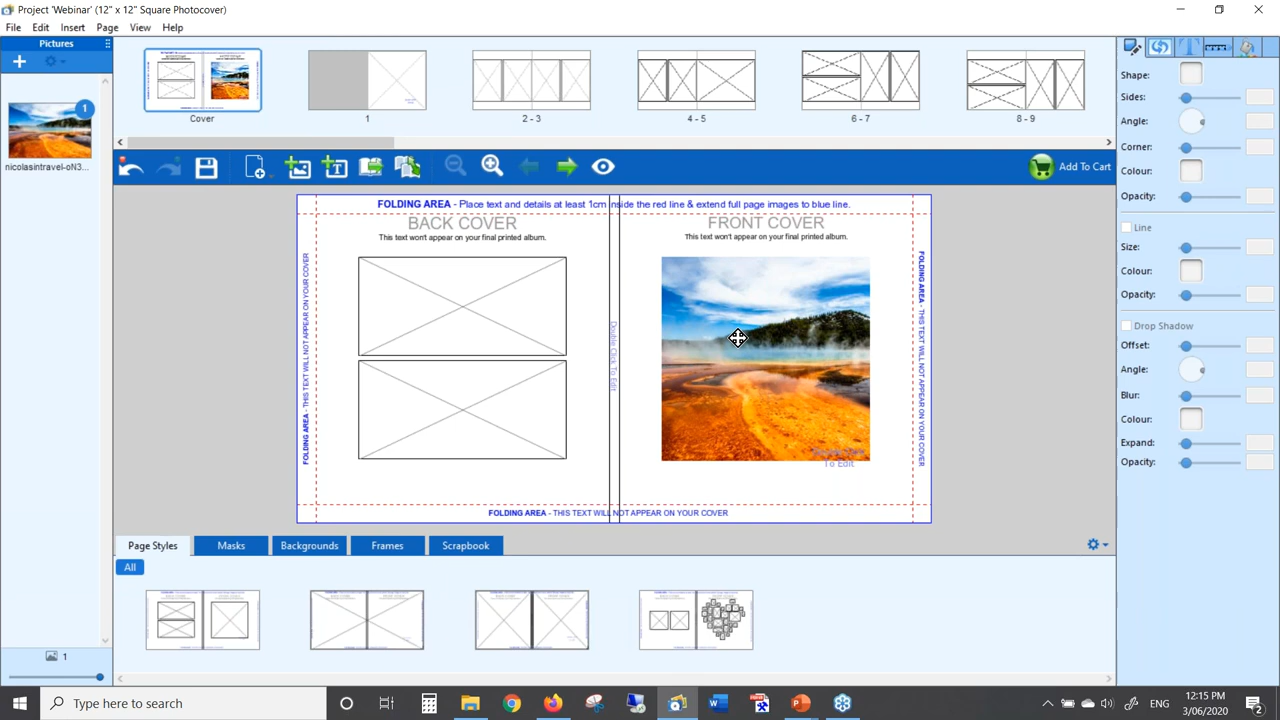 Project 'Webinar' (12" x 12" Square Photocover)
File Edit Insert Page View Help
Pictures
1
nicolasintravel-oN3...
1
Cover
1
2 - 3
4 - 5
6 - 7
8 - 9
Add To Cart
FOLDING AREA - Place text and details at least 1cm inside the red line & extend full page images to blue line.
BACK COVER
This text won't appear on your final printed album.
FRONT COVER
This text won't appear on your final printed album.
FOLDING AREA - THIS TEXT WILL NOT APPEAR ON YOUR COVER
Double Click To Edit
To Edit
FOLDING AREA - THIS TEXT WILL NOT APPEAR ON YOUR COVER
FOLDING AREA - THIS TEXT WILL NOT APPEAR ON YOUR COVER
Page Styles Masks Backgrounds Frames Scrapbook
All
Shape:
Sides:
Angle:
Corner:
Colour:
Opacity:
Line
Size:
Colour:
Opacity:
Drop Shadow
Offset:
Angle:
Blur:
Colour:
Expand:
Opacity:
Type here to search
ENG
12:15 PM
3/06/2020
2